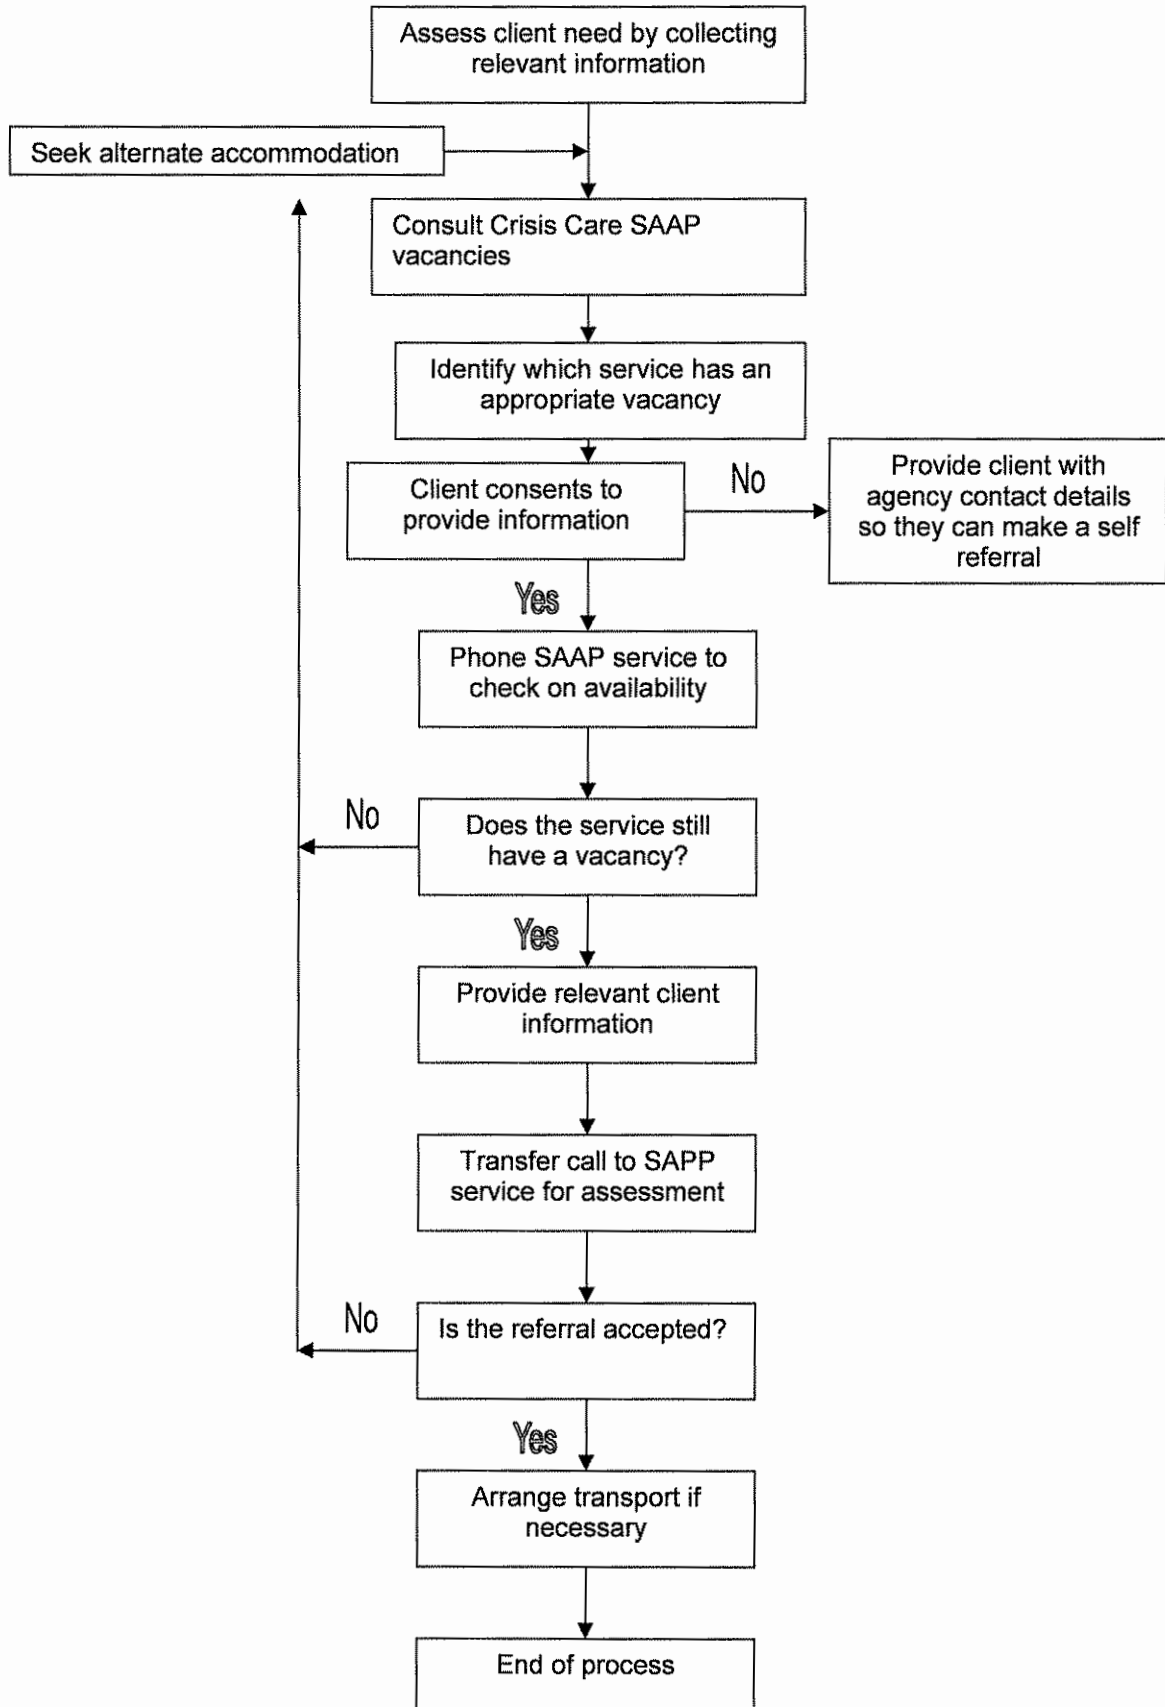 Assess client need by collecting
relevant information
Seek alternate accommodation
Consult Crisis Care SAAP
vacancies
Identify which service has an
appropriate vacancy
Client consents to
provide information
No
Provide client with
agency contact details
so they can make a self
referral
Yes
Phone SAAP service to
check on availability
No
Does the service still
have a vacancy?
Yes
Provide relevant client
information
Transfer call to SAPP
service for assessment
No
Is the referral accepted?
Yes
Arrange transport if
necessary
End of process